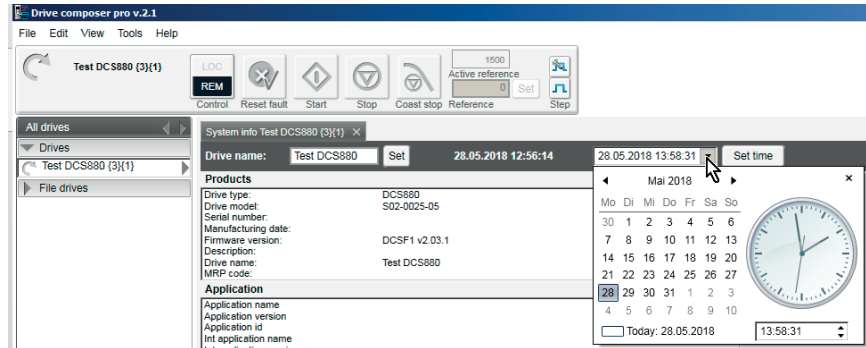 Drive composer pro v.2.1
File Edit View Tools Help
Test DCS880 {3}{1}
LOC
REM
Control Reset fault Start Stop Coast stop
1500
Active reference
0 Set
Reference Step
All drives
Drives
Test DCS880 {3}{1}
File drives
System info Test DCS880 {3}{1} ×
Drive name: Test DCS880 Set 28.05.2018 12:56:14 28.05.2018 13:58:31 Set time
Products
Drive type: DCS880
Drive model: S02-0025-05
Serial number:
Manufacturing date:
Firmware version: DCSF1 v2.03.1
Description:
Drive name: Test DCS880
MRP code:
Application
Application name
Application version
Application id
Int application name
Mai 2018 ×
Mo Di Mi Do Fr Sa So
30 1 2 3 4 5 6
7 8 9 10 11 12 13
14 15 16 17 18 19 20
21 22 23 24 25 26 27
28 29 30 31 1 2 3
4 5 6 7 8 9 10
Today: 28.05.2018
13:58:31